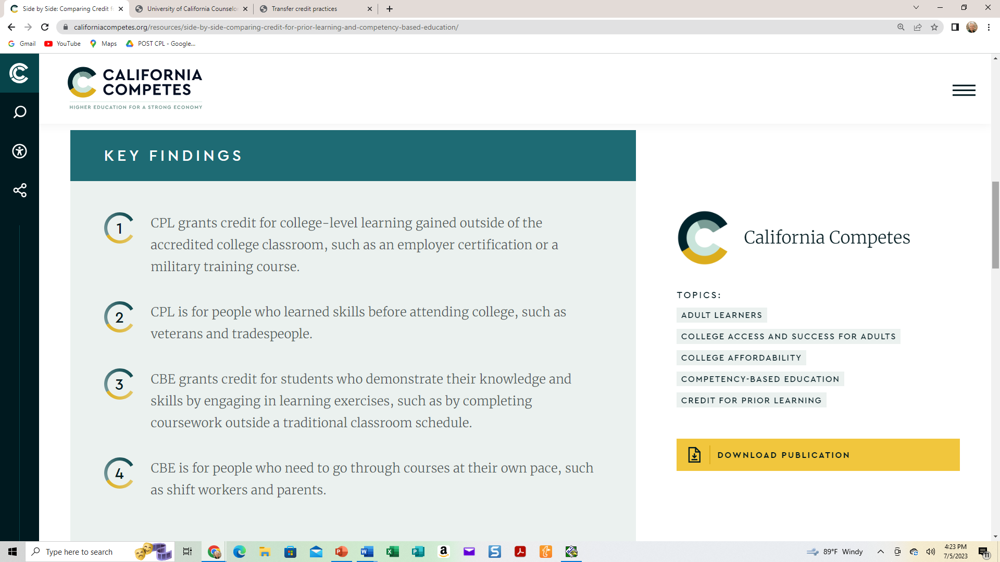 Side by Side: Comparing Credit f
University of California Counselo
Transfer credit practices
californiacompetes.org/resources/side-by-side-comparing-credit-for-prior-learning-and-competency-based-education/
Gmail
YouTube
Maps
POST CPL - Google...
CALIFORNIA
COMPETES
HIGHER EDUCATION FOR A STRONG ECONOMY
KEY FINDINGS
1
CPL grants credit for college-level learning gained outside of the
accredited college classroom, such as an employer certification or a
military training course.
2
CPL is for people who learned skills before attending college, such as
veterans and tradespeople.
3
CBE grants credit for students who demonstrate their knowledge and
skills by engaging in learning exercises, such as by completing
coursework outside a traditional classroom schedule.
4
CBE is for people who need to go through courses at their own pace, such
as shift workers and parents.
California Competes
TOPICS:
ADULT LEARNERS
COLLEGE ACCESS AND SUCCESS FOR ADULTS
COLLEGE AFFORDABILITY
COMPETENCY-BASED EDUCATION
CREDIT FOR PRIOR LEARNING
DOWNLOAD PUBLICATION
Type here to search
89°F Windy
4:23 PM
7/5/2023
11